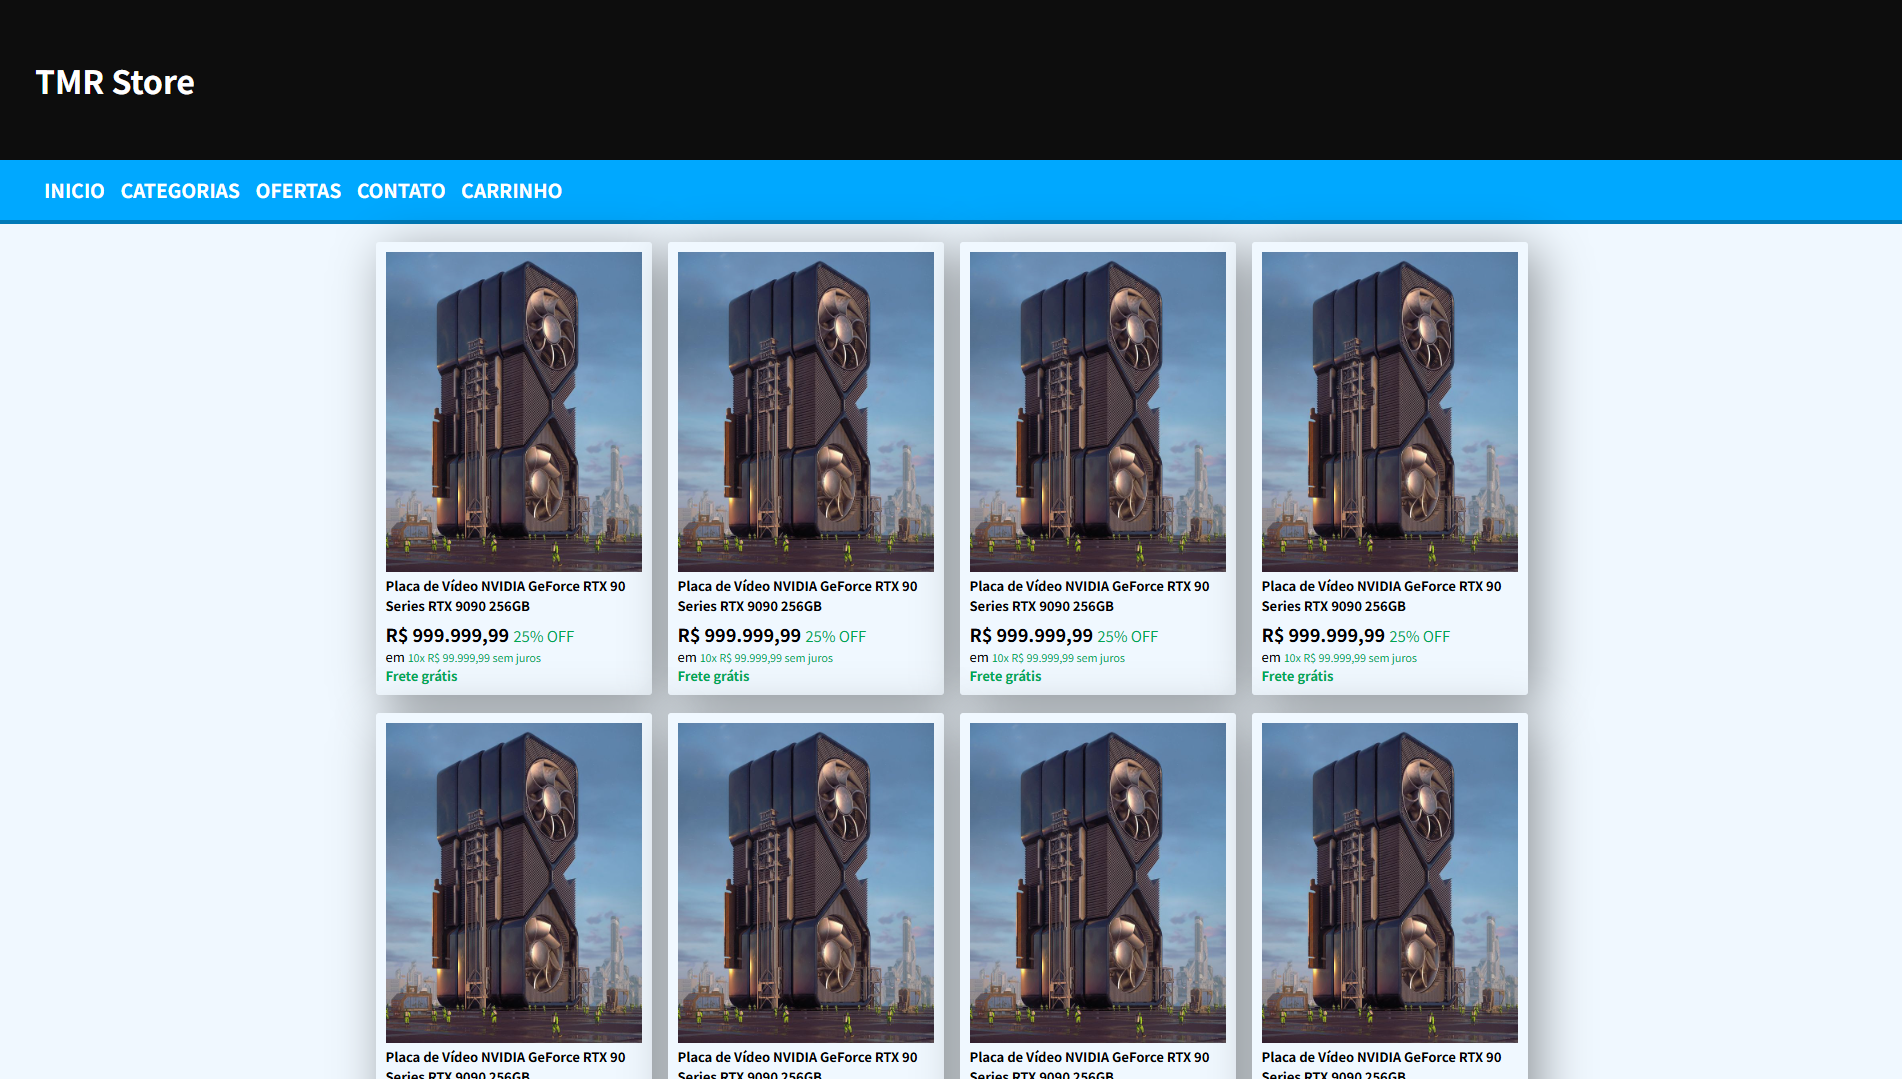 TMR Store
INICIO CATEGORIAS OFERTAS CONTATO CARRINHO
Placa de Vídeo NVIDIA GeForce RTX 90
Series RTX 9090 256GB
R$ 999.999,99 25% OFF
em 10x R$ 99.999,99 sem juros
Frete grátis
Placa de Vídeo NVIDIA GeForce RTX 90
Series RTX 9090 256GB
R$ 999.999,99 25% OFF
em 10x R$ 99.999,99 sem juros
Frete grátis
Placa de Vídeo NVIDIA GeForce RTX 90
Series RTX 9090 256GB
R$ 999.999,99 25% OFF
em 10x R$ 99.999,99 sem juros
Frete grátis
Placa de Vídeo NVIDIA GeForce RTX 90
Series RTX 9090 256GB
R$ 999.999,99 25% OFF
em 10x R$ 99.999,99 sem juros
Frete grátis
Placa de Vídeo NVIDIA GeForce RTX 90
Series RTX 9090 256GB
Placa de Vídeo NVIDIA GeForce RTX 90
Series RTX 9090 256GB
Placa de Vídeo NVIDIA GeForce RTX 90
Series RTX 9090 256GB
Placa de Vídeo NVIDIA GeForce RTX 90
Series RTX 9090 256GB